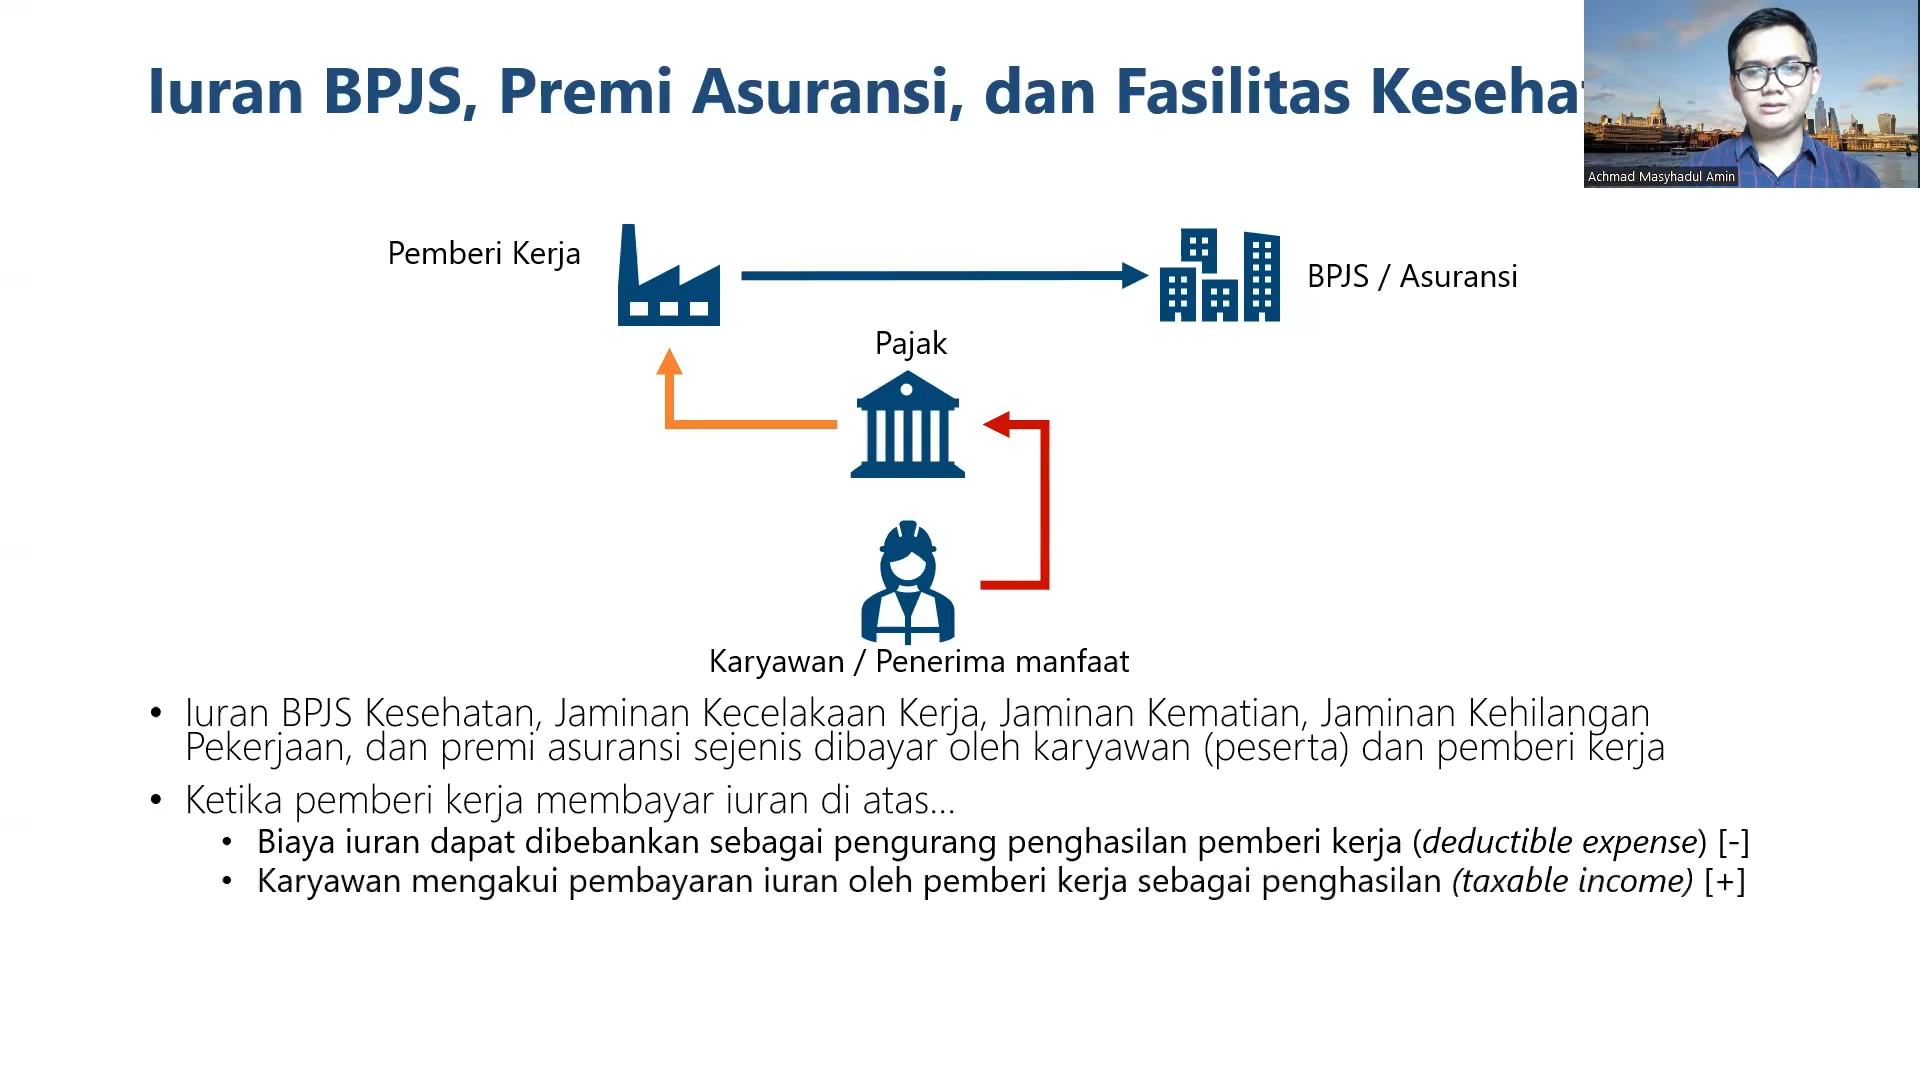 Iuran BPJS, Premi Asuransi, dan Fasilitas
Achmad Masyhadul Amin
Pemberi Kerja
BPJS / Asuransi
Pajak
Karyawan / Penerima manfaat
• Iuran BPJS Kesehatan, Jaminan Kecelakaan Kerja, Jaminan Kematian, Jaminan Kehilangan
Pekerjaan, dan premi asuransi sejenis dibayar oleh karyawan (peserta) dan pemberi kerja
• Ketika pemberi kerja membayar iuran di atas…
• Biaya iuran dapat dibebankan sebagai pengurang penghasilan pemberi kerja (deductible expense) [-]
• Karyawan mengakui pembayaran iuran oleh pemberi kerja sebagai penghasilan (taxable income) [+]